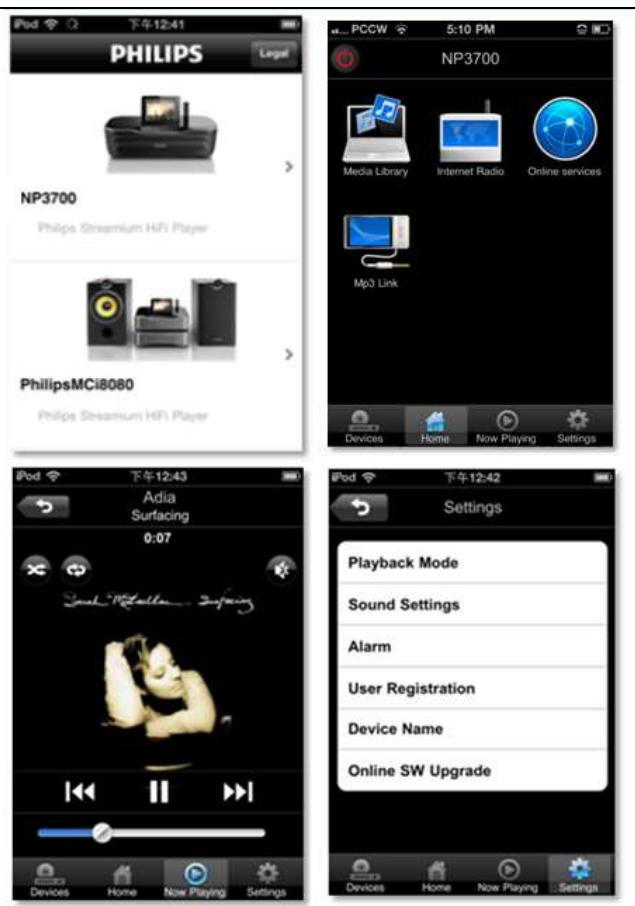 iPod 下午12:41
PHILIPS Legal
NP3700
Philips Streamium HiFi Player
PhilipsMCi8080
Philips Streamium HiFi Player
... PCCW 5:10 PM
NP3700
Media Library Internet Radio Online services
Mp3 Link
Devices Home Now Playing Settings
iPod 下午12:43
Adia
Surfacing
0:07
Sarah McLachlan Surfacing
Devices Home Now Playing Settings
iPod 下午12:42
Settings
Playback Mode
Sound Settings
Alarm
User Registration
Device Name
Online SW Upgrade
Devices Home Now Playing Settings